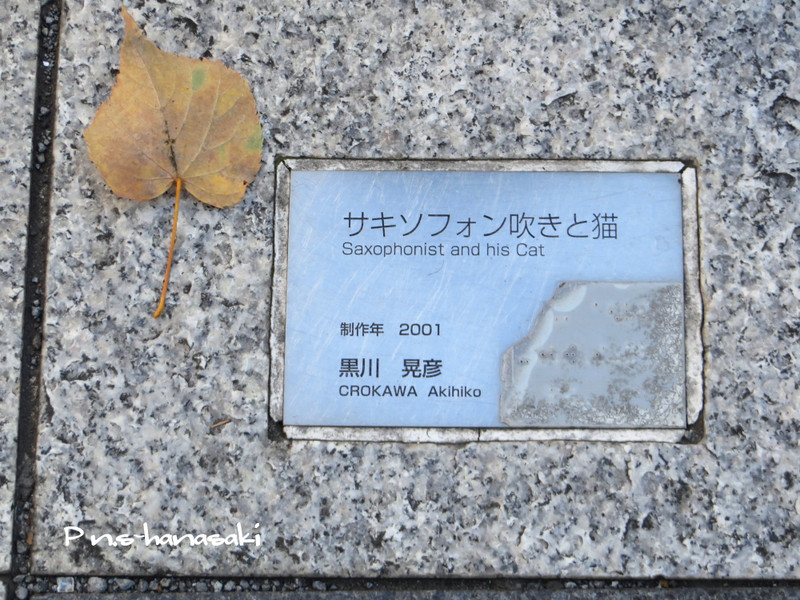 サキソフォン吹きと猫
Saxophonist and his Cat
制作年　2001
黒川　晃彦
CROKAWA Akihiko
P n.s-hanasaki